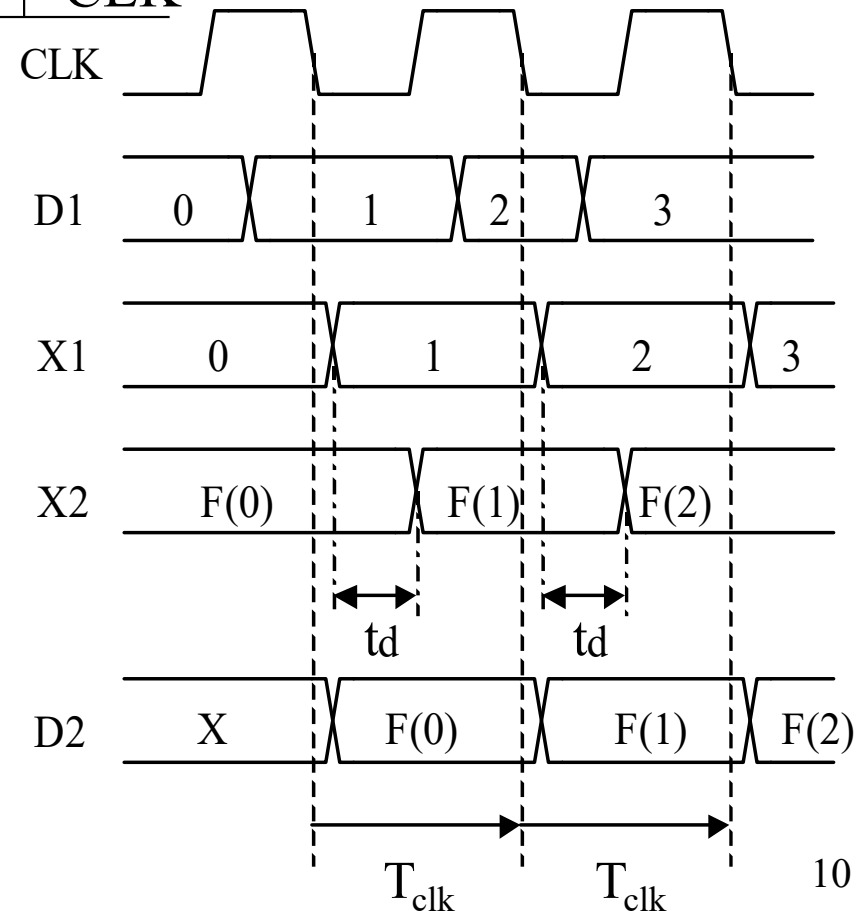 CLK
CLK
D1 0 1 2 3
X1 0 1 2 3
X2 F(0) F(1) F(2)
td td
D2 X F(0) F(1) F(2)
Tclk Tclk
10